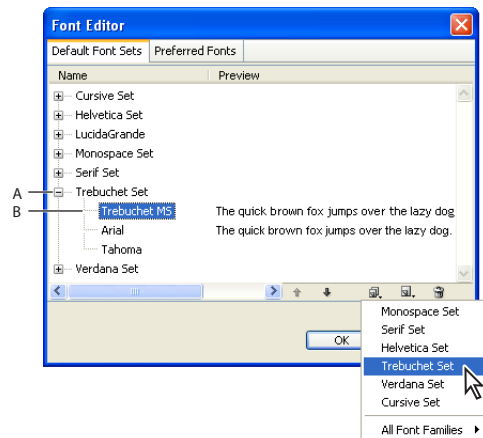 Font Editor
Default Font Sets Preferred Fonts
Name Preview
Cursive Set
Helvetica Set
LucidaGrande
Monospace Set
Serif Set
A Trebuchet Set
B Trebuchet MS The quick brown fox jumps over the lazy dog
Arial The quick brown fox jumps over the lazy dog.
Tahoma
Verdana Set
OK
Monospace Set
Serif Set
Helvetica Set
Trebuchet Set
Verdana Set
Cursive Set
All Font Families